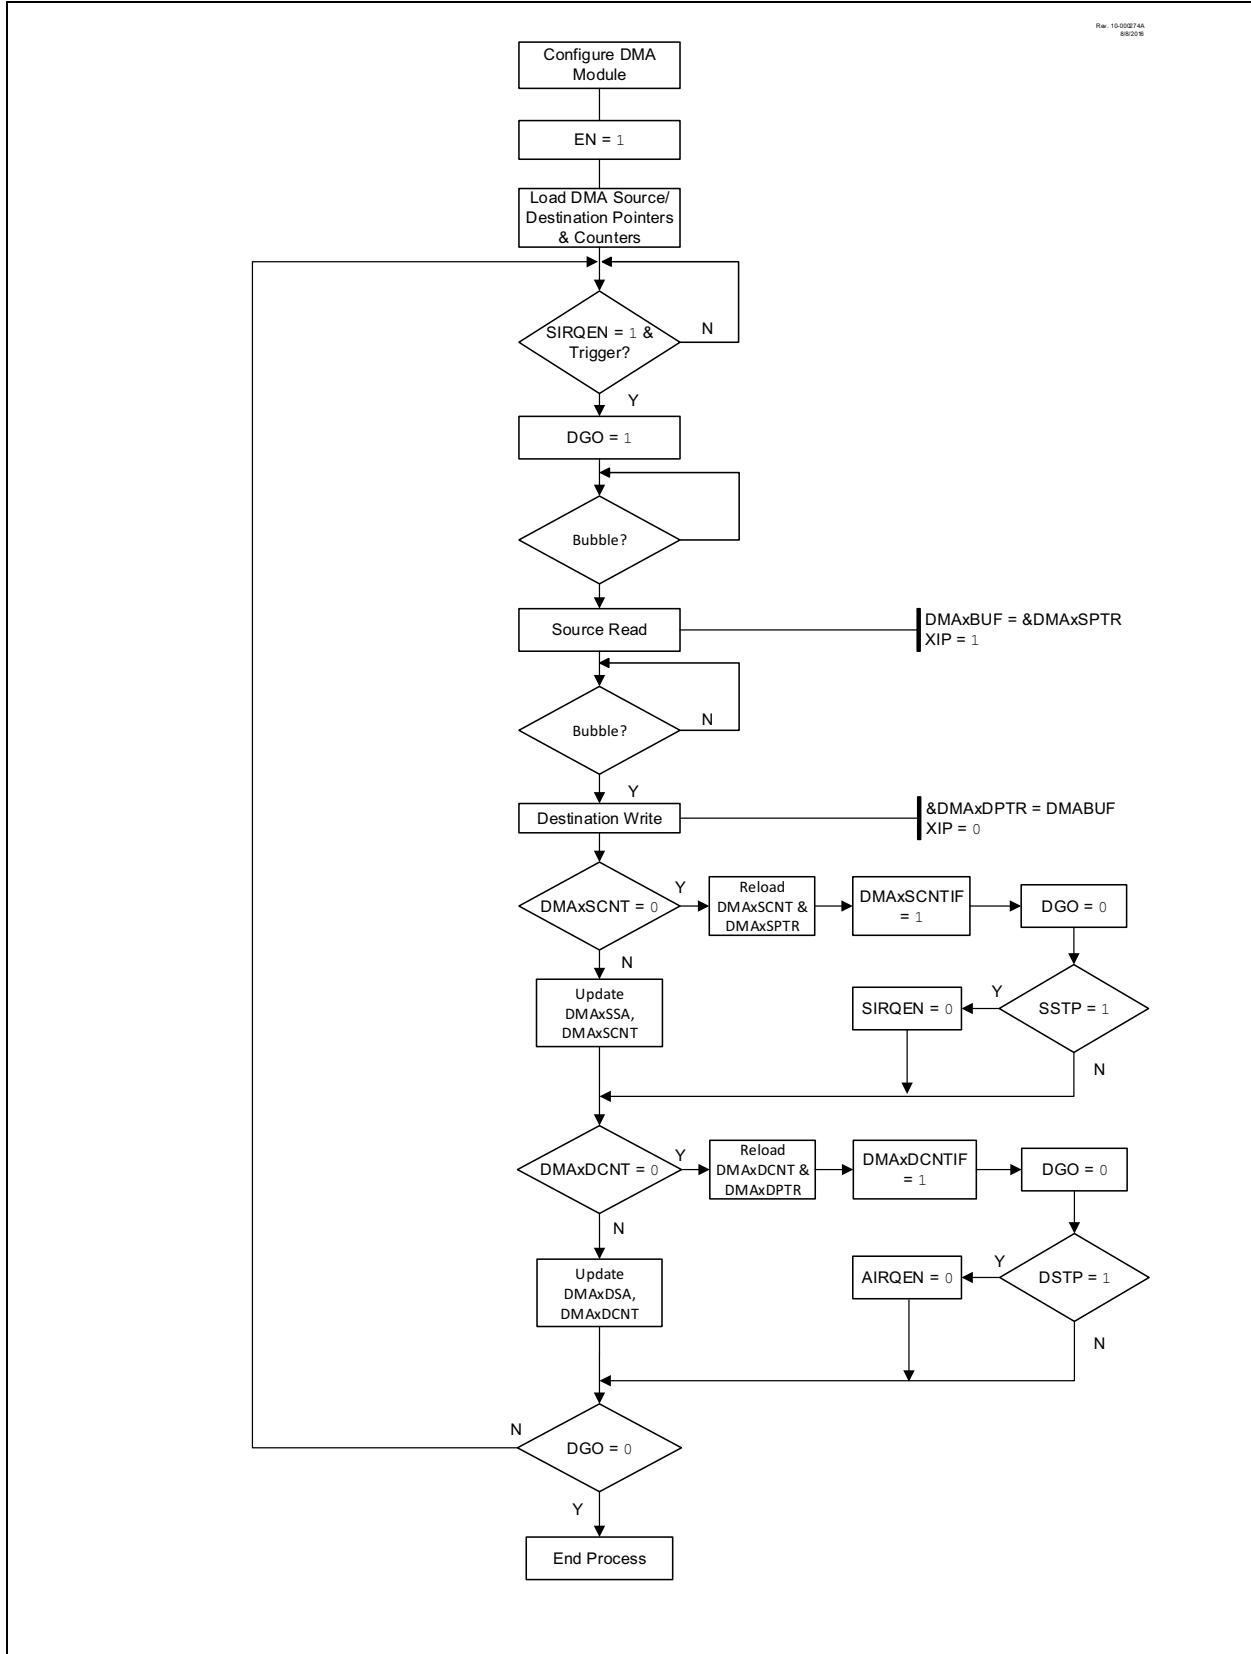 Rev. 10-000274A
8/8/2016
Configure DMA
Module
EN = 1
Load DMA Source/
Destination Pointers
& Counters
SIRQEN = 1 &
Trigger?
N
Y
DGO = 1
Bubble?
Source Read
DMAxBUF = &DMAxSPTR
XIP = 1
Bubble?
N
Y
Destination Write
&DMAxDPTR = DMABUF
XIP = 0
DMAxSCNT = 0
Y
Reload
DMAxSCNT &
DMAxSPTR
DMAxSCNTIF
= 1
DGO = 0
N
Update
DMAxSSA,
DMAxSCNT
SIRQEN = 0
Y
SSTP = 1
N
DMAxDCNT = 0
Y
Reload
DMAxDCNT &
DMAxDPTR
DMAxDCNTIF
= 1
DGO = 0
N
Update
DMAxDSA,
DMAxDCNT
AIRQEN = 0
Y
DSTP = 1
N
N
DGO = 0
Y
End Process